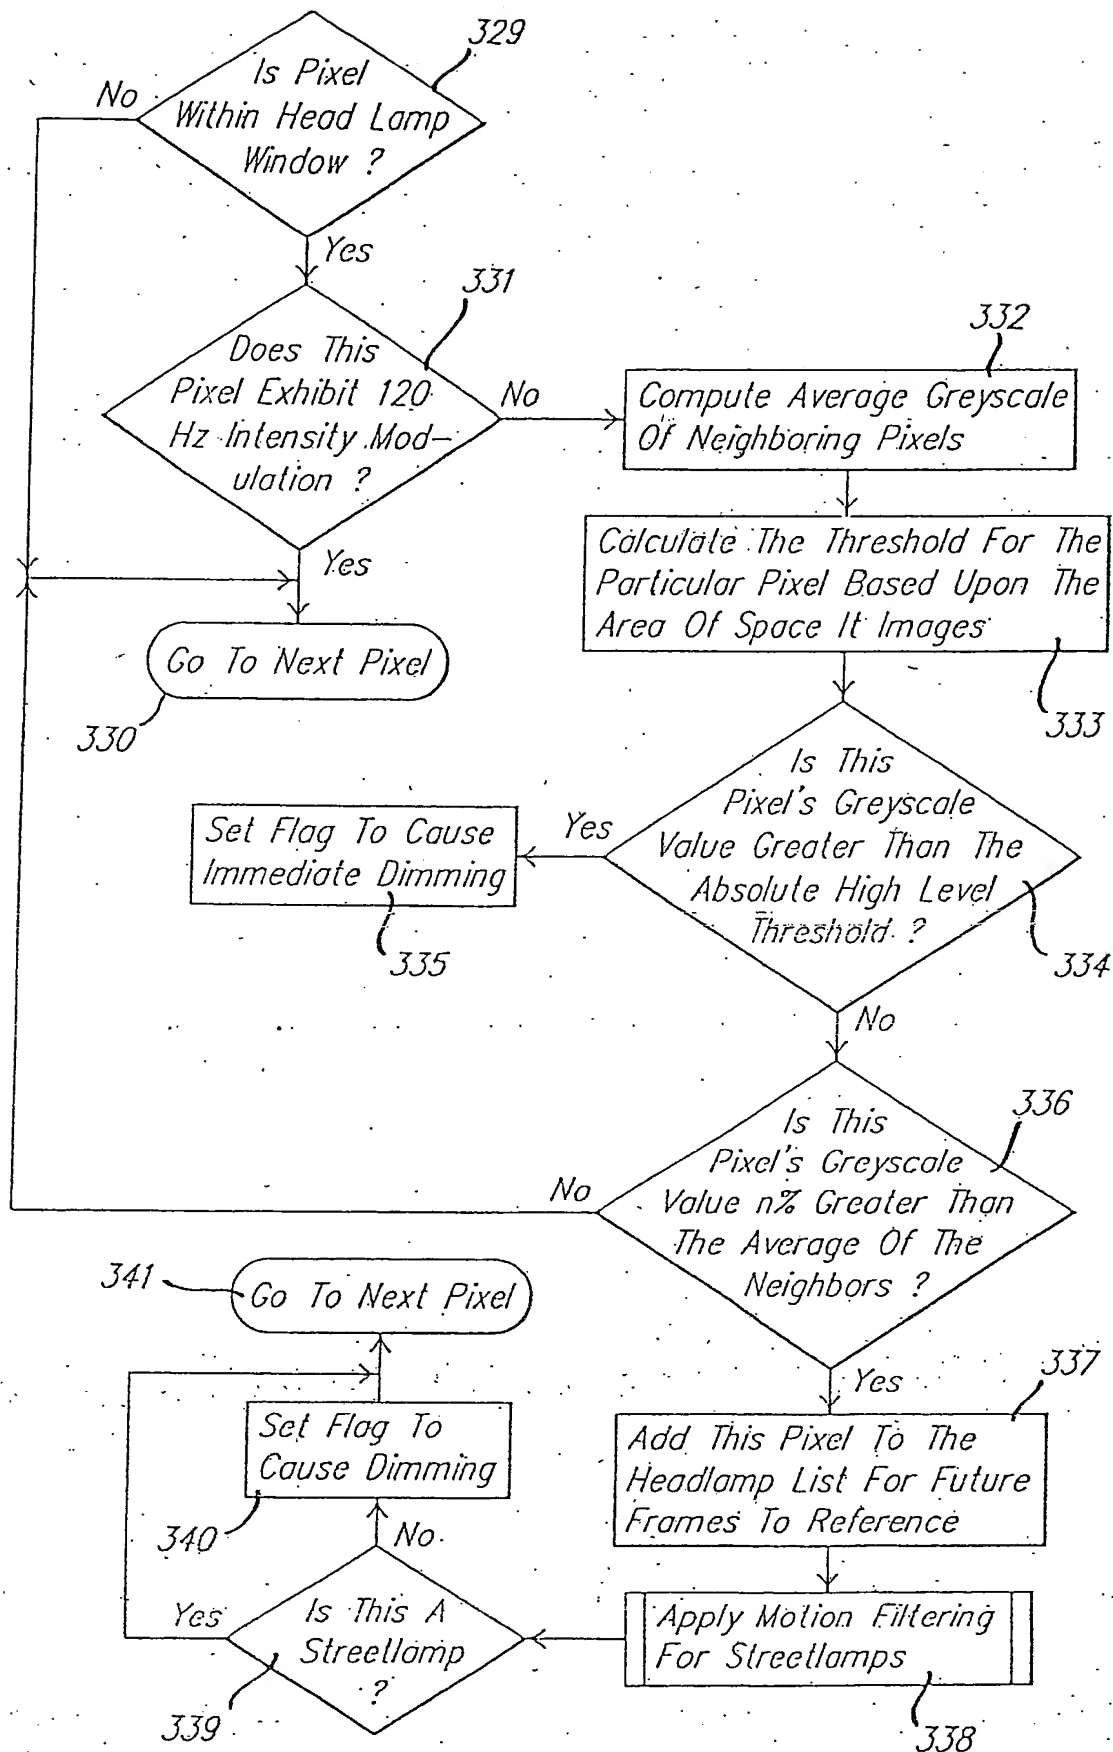 329
Is Pixel
Within Head Lamp
Window ?
No
Yes
331
Does This
Pixel Exhibit 120
Hz Intensity Mod-
ulation ?
No
Yes
332
Compute Average Greyscale
Of Neighboring Pixels
Calculate The Threshold For The
Particular Pixel Based Upon The
Area Of Space It Images
333
Go To Next Pixel
330
Is This
Pixel's Greyscale
Value Greater Than The
Absolute High Level
Threshold ?
334
Yes
Set Flag To Cause
Immediate Dimming
335
No
336
Is This
Pixel's Greyscale
Value n% Greater Than
The Average Of The
Neighbors ?
No
Yes
337
Add This Pixel To The
Headlamp List For Future
Frames To Reference
Apply Motion Filtering
For Streetlamps
338
Is This A
Streetlamp
?
339
Yes
No
Set Flag To
Cause Dimming
340
341
Go To Next Pixel